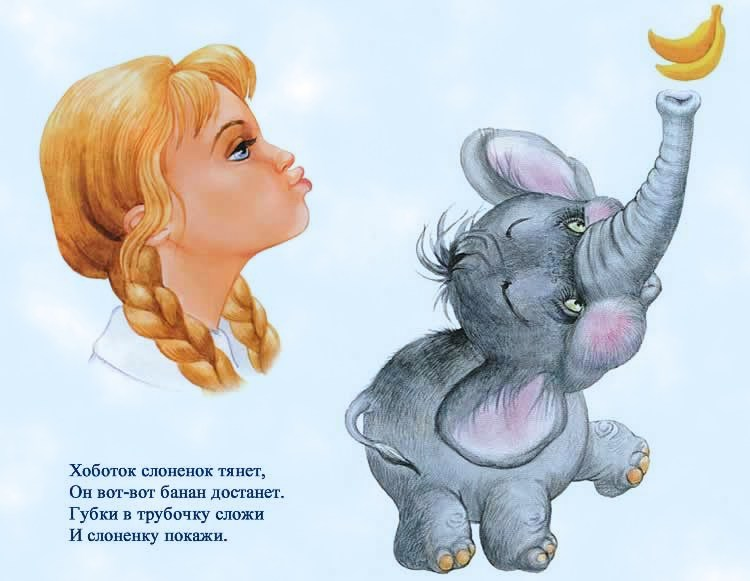 Хоботок слоненок тянет,
Он вот-вот банан достанет.
Губки в трубочку сложи
И слоненку покажи.